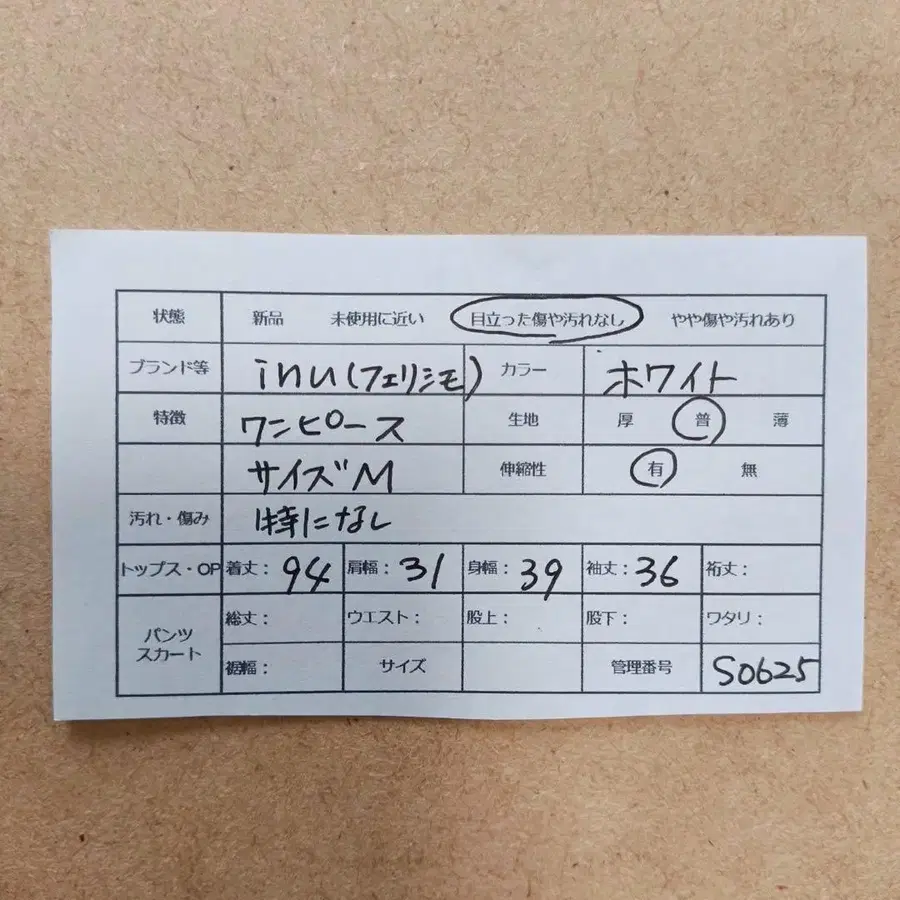 状態 新品 未使用に近い 目立った傷や汚れなし やや傷や汚れあり
ブランド等 inu(フェリシモ) カラー ホワイト
特徴 ワンピース 生地 厚 普 薄
サイズM 伸縮性 有 無
汚れ・傷み 特になし
トップス・OP 着丈: 94 肩幅: 31 身幅: 39 袖丈: 36 裄丈:
パンツ スカート 総丈: ウエスト: 股上: 股下: ワタリ:
裾幅: サイズ 管理番号 S0625